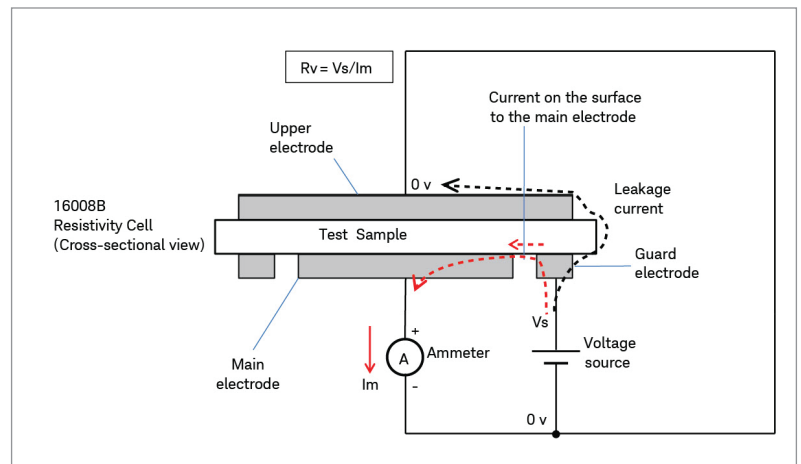 Rv = Vs/Im
Current on the surface
to the main electrode
Upper
electrode
0 v
Leakage
current
16008B
Resistivity Cell
(Cross-sectional view)
Test Sample
Guard
electrode
Vs
+
A
Ammeter
Voltage
source
Main
electrode
Im
-
0 v